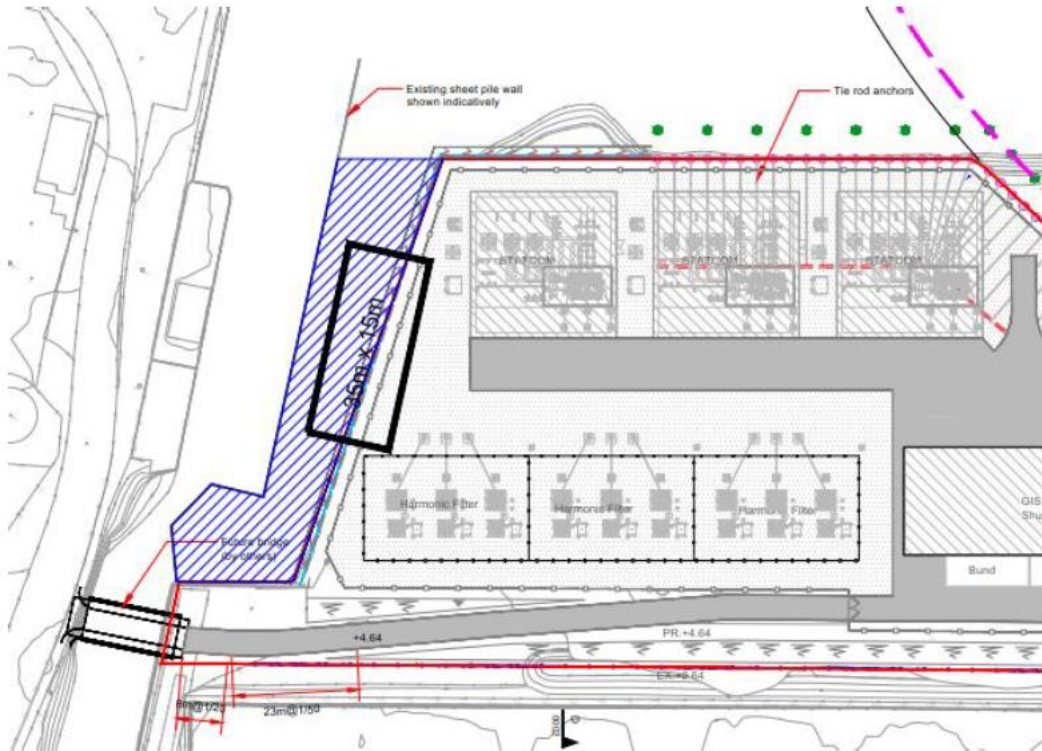 Existing sheet pile wall
shown indicatively
Tie rod anchors
STATCOM
STATCOM
STATCOM
35m x 15m
Harmonic Filter
Harmonic Filter
Harmonic Filter
GIS
Shu
Future bridge
(by others)
Bund
+4.64
PR.+4.64
23m@1/50